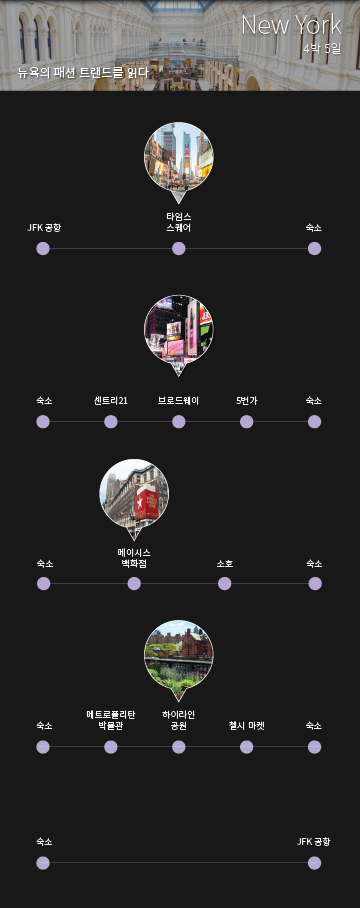 New York
4박 5일
뉴욕의 패션 트랜드를 읽다
타임스
스퀘어
JFK 공항
숙소
숙소
센트리21
브로드웨이
5번가
숙소
메이시스
백화점
숙소
소호
숙소
메트로폴리탄
박물관
하이라인
공원
숙소
첼시 마켓
숙소
숙소
JFK 공항